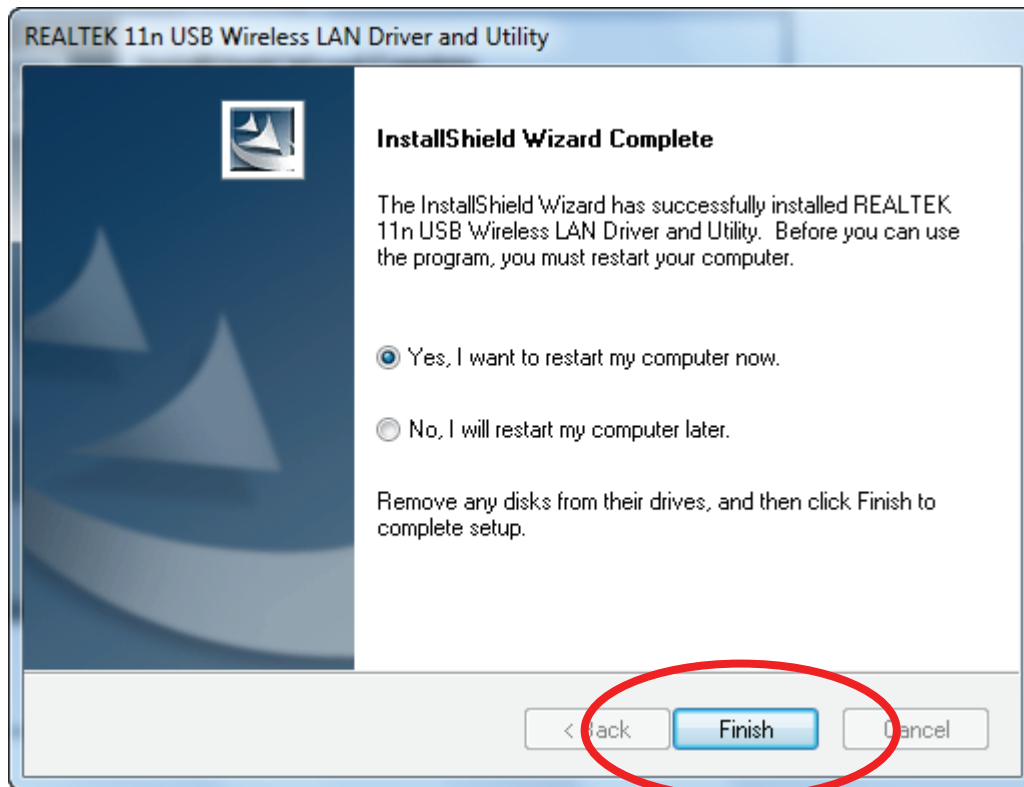 REALTEK 11n USB Wireless LAN Driver and Utility
InstallShield Wizard Complete
The InstallShield Wizard has successfully installed REALTEK
11n USB Wireless LAN Driver and Utility.  Before you can use
the program, you must restart your computer.
Yes, I want to restart my computer now.
No, I will restart my computer later.
Remove any disks from their drives, and then click Finish to
complete setup.
< Back Finish Cancel